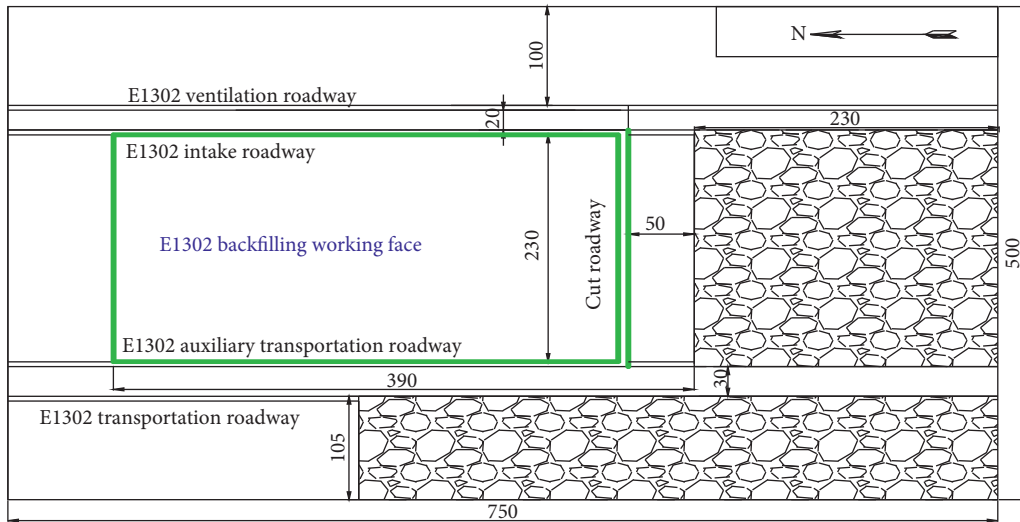 N
100
E1302 ventilation roadway
20
230
E1302 intake roadway
50
E1302 backfilling working face
230
Cut roadway
500
E1302 auxiliary transportation roadway
390
30
E1302 transportation roadway
105
750